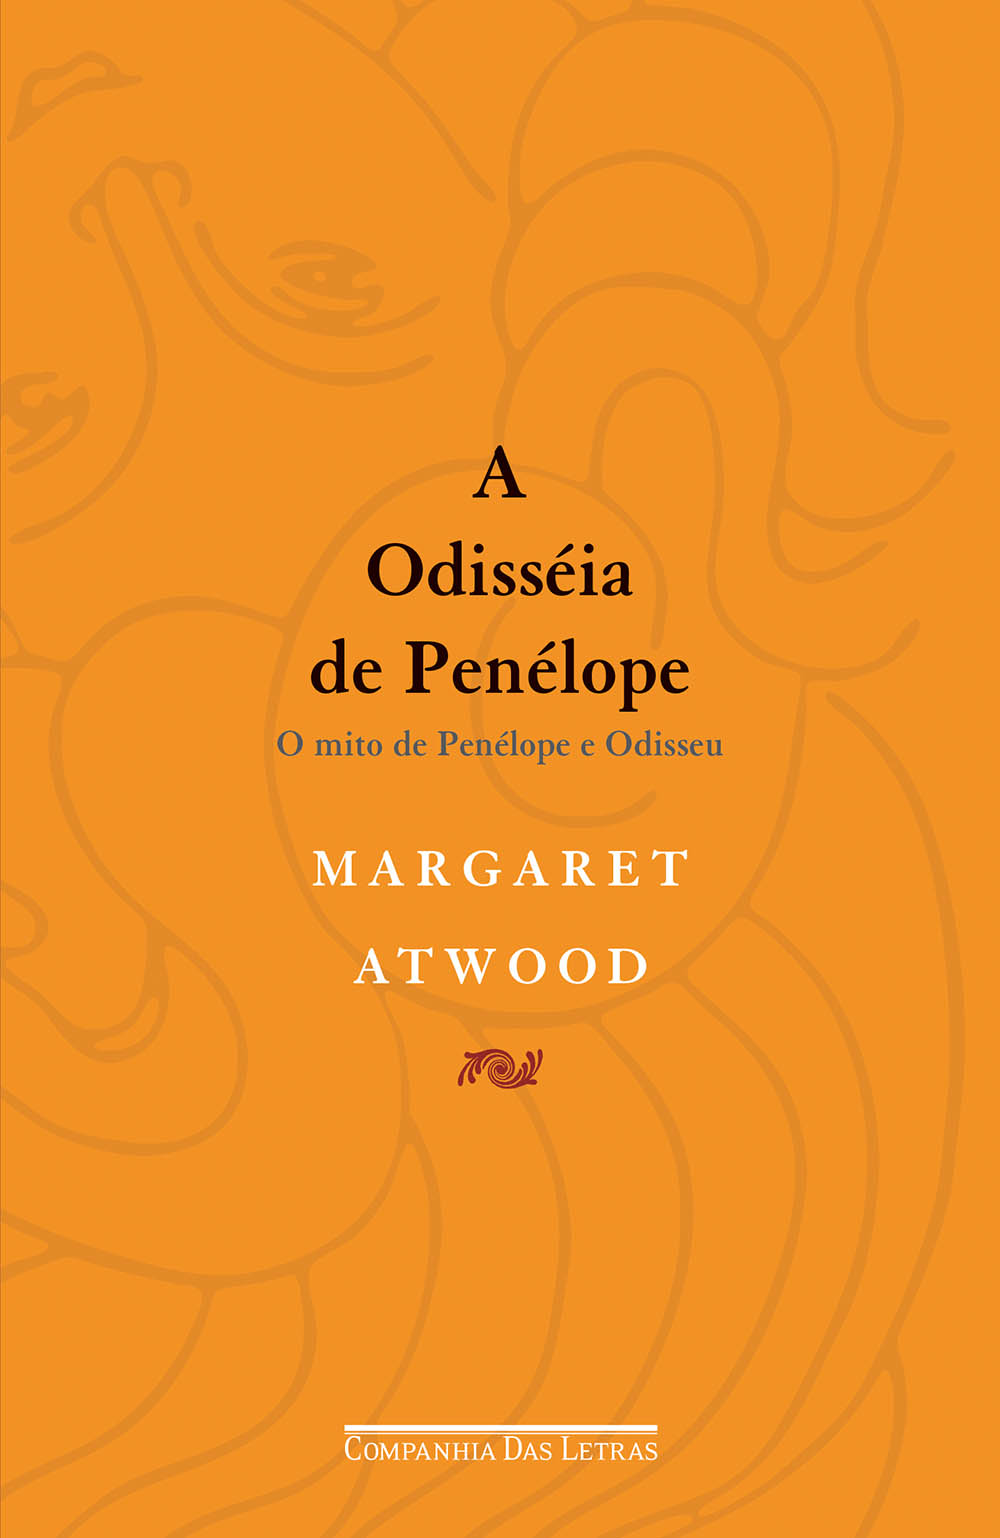 A
Odisséia
de Penélope
O mito de Penélope e Odisseu
MARGARET
ATWOOD
COMPANHIA DAS LETRAS